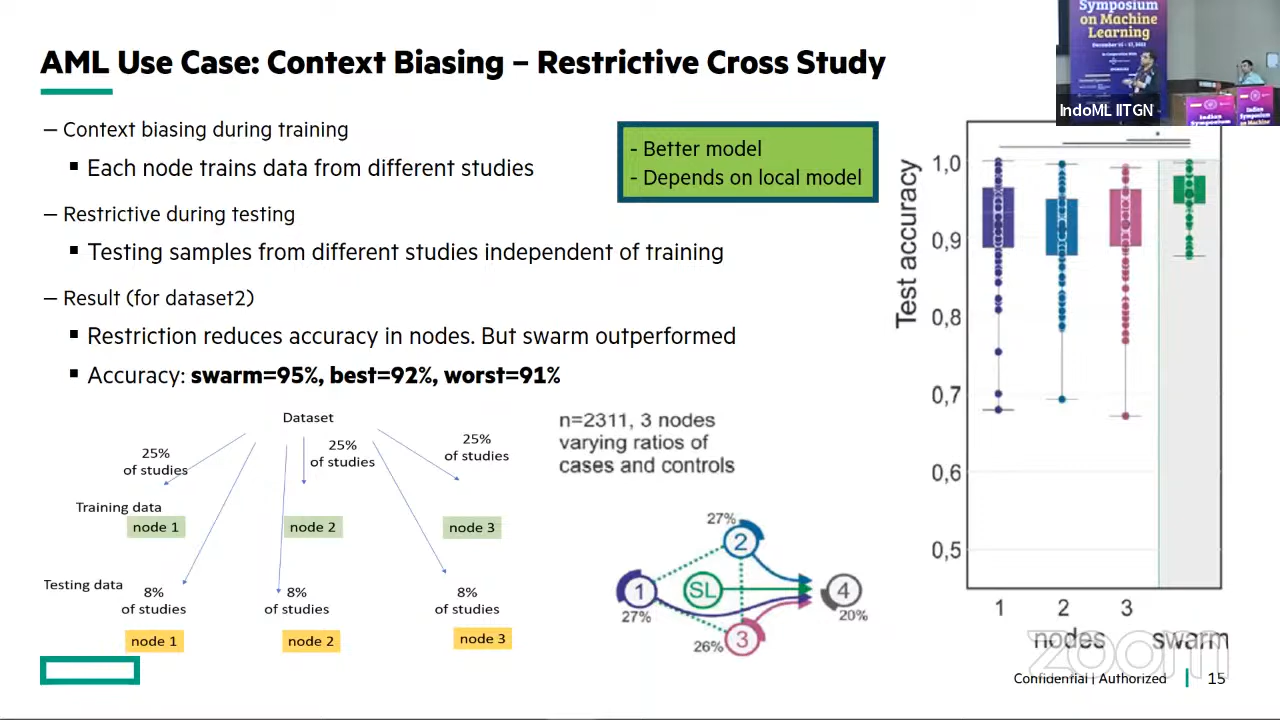 AML Use Case: Context Biasing – Restrictive Cross Study
– Context biasing during training
▪ Each node trains data from different studies
– Restrictive during testing
▪ Testing samples from different studies independent of training
– Result (for dataset2)
▪ Restriction reduces accuracy in nodes. But swarm outperformed
▪ Accuracy: swarm=95%, best=92%, worst=91%
- Better model
- Depends on local model
Dataset
25%
of studies
25%
of studies
25%
of studies
Training data
node 1
node 2
node 3
Testing data
8%
of studies
8%
of studies
8%
of studies
node 1
node 2
node 3
n=2311, 3 nodes
varying ratios of
cases and controls
27%
2
1
SL
4
27%
20%
26%
3
Symposium
on Machine
Learning
IndoML IITGN
Indian
Symposium
Indian
Symposium
on Machine
*
Test accuracy
1,0
0,9
0,8
0,7
0,6
0,5
1 2 3
nodes swarm
zoom
Confidential | Authorized
15